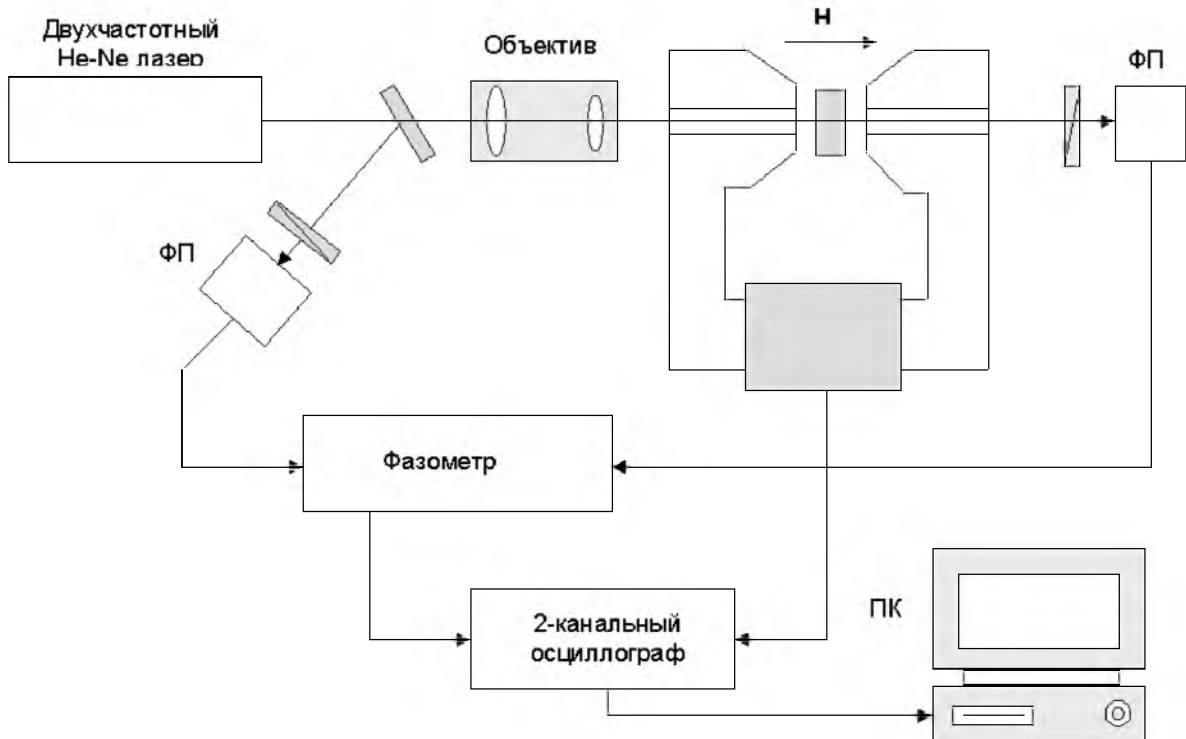 Двухчастотный
He-Ne лазер
Объектив
H
ФП
ФП
Фазометр
2-канальный
осциллограф
ПК